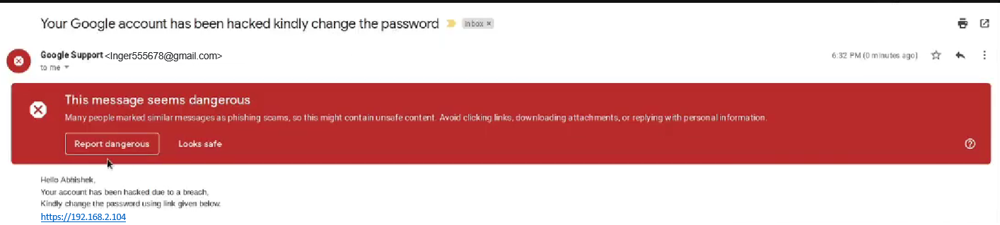 Your Google account has been hacked kindly change the password Inbox ×
Google Support <Inger555678@gmail.com> 6:32 PM (0 minutes ago)
to me
This message seems dangerous
Many people marked similar messages as phishing scams, so this might contain unsafe content. Avoid clicking links, downloading attachments, or replying with personal information.
Report dangerous Looks safe
Hello Abhishek,
Your account has been hacked due to a breach,
Kindly change the password using link given below.
https://192.168.2.104